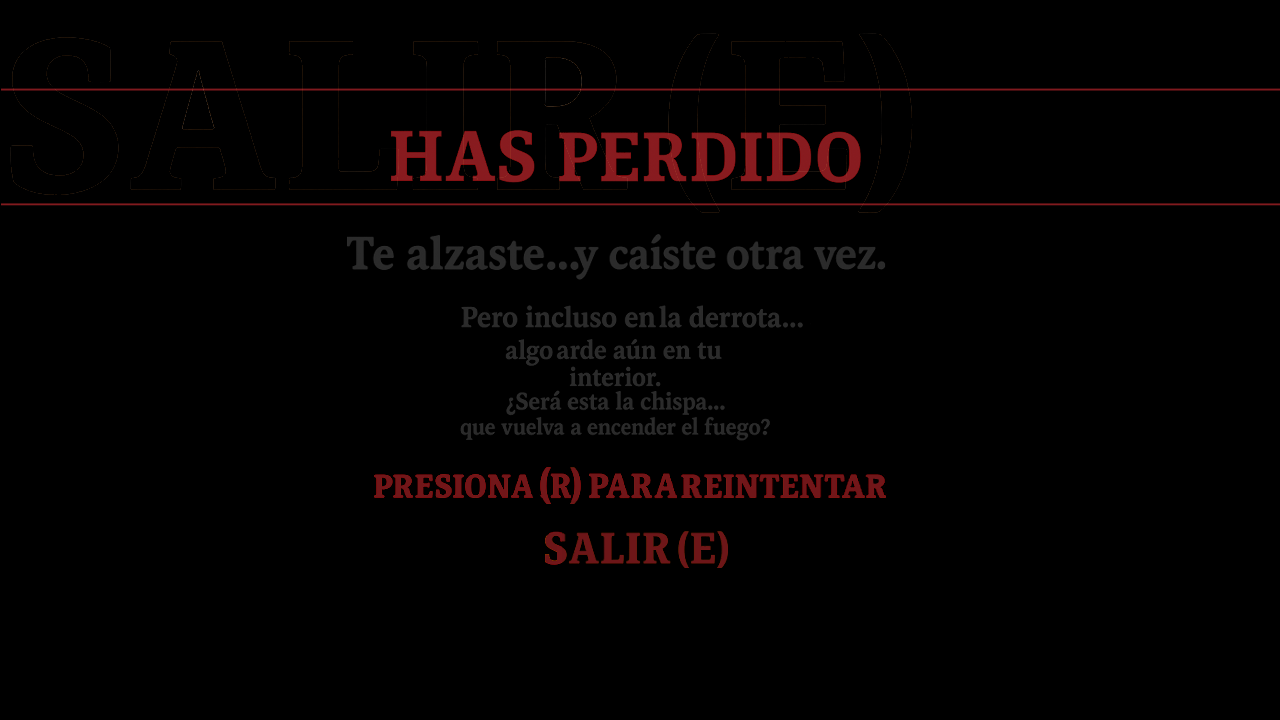 SALIR (E)
HAS PERDIDO
Te alzaste...y caíste otra vez.
Pero incluso en la derrota...
algo arde aún en tu
interior.
¿Será esta la chispa...
que vuelva a encender el fuego?
PRESIONA (R) PARA REINTENTAR
SALIR (E)